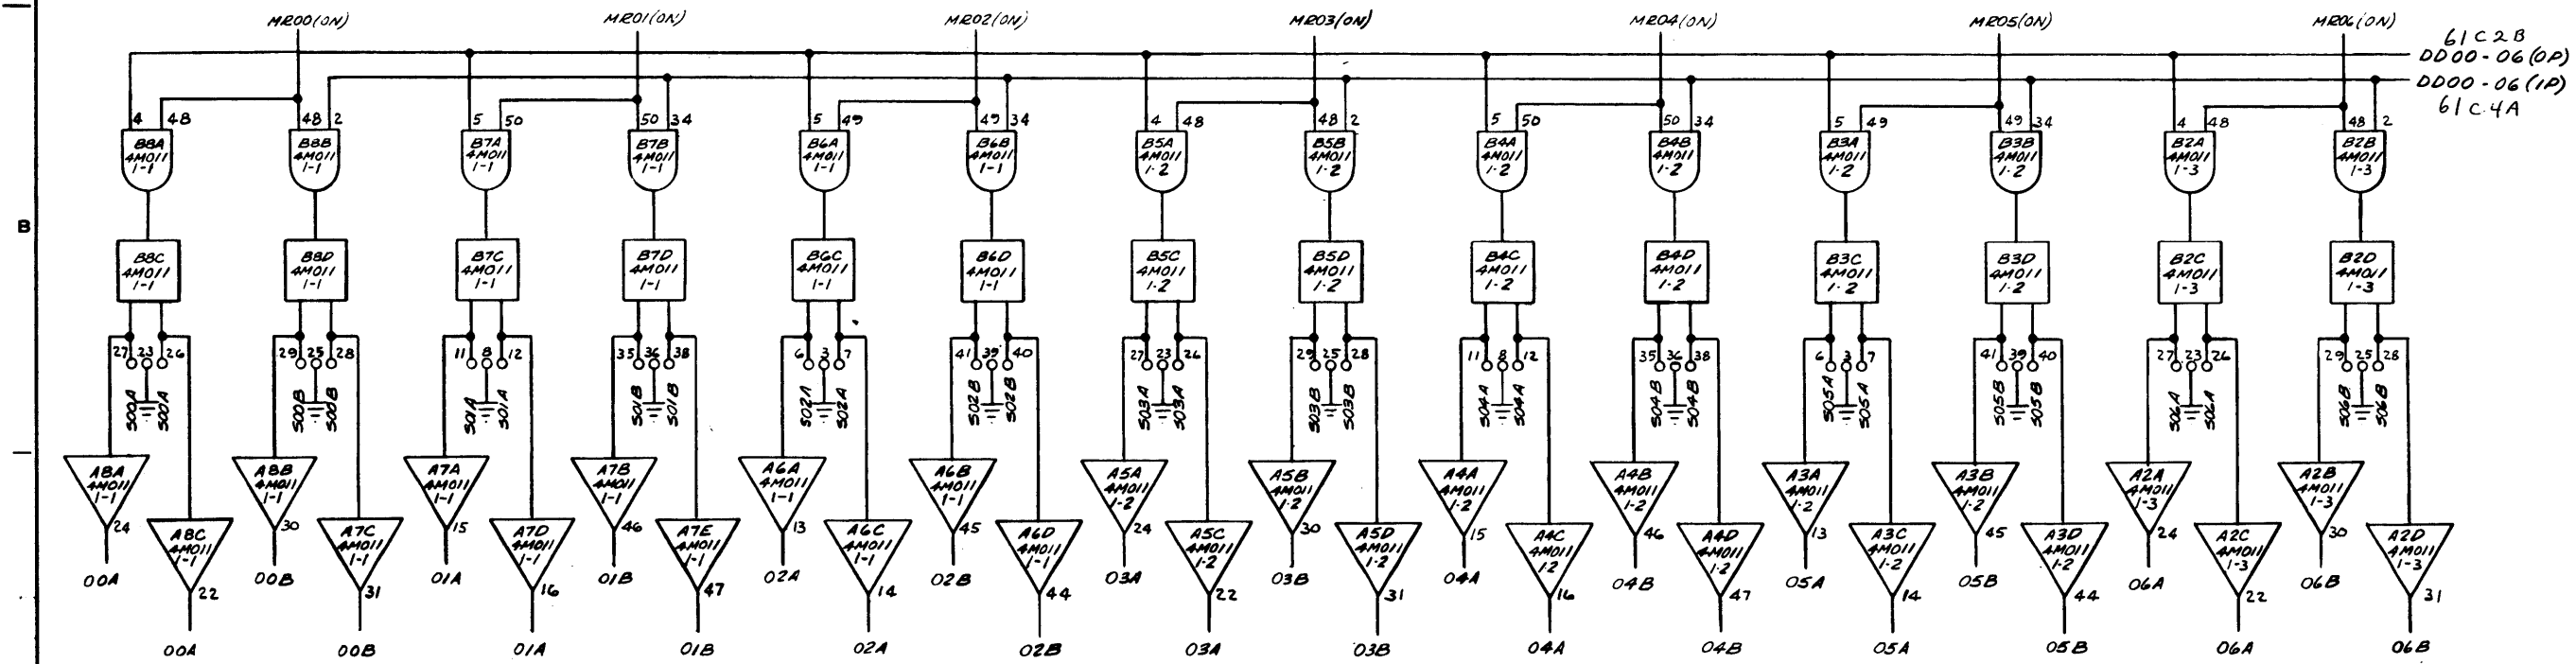 MR00(ON) MR01(ON) MR02(ON) MR03(ON) MR04(ON) MR05(ON) MR06(ON)
61C2B
DD00-06(0P)
DD00-06(1P)
61C4A
4 48 48 2 5 50 50 34 5 49 49 34 4 48 48 2 5 50 50 34 5 49 49 34 4 48 48 2
B8A B8B B7A B7B B6A B6B B5A B5B B4A B4B B3A B3B B2A B2B
4M011 4M011 4M011 4M011 4M011 4M011 4M011 4M011 4M011 4M011 4M011 4M011 4M011 4M011
1-1 1-1 1-1 1-1 1-1 1-1 1-2 1-2 1-2 1-2 1-2 1-2 1-3 1-3
B
B8C B8D B7C B7D B6C B6D B5C B5D B4C B4D B3C B3D B2C B2D
4M011 4M011 4M011 4M011 4M011 4M011 4M011 4M011 4M011 4M011 4M011 4M011 4M011 4M011
1-1 1-1 1-1 1-1 1-1 1-1 1-2 1-2 1-2 1-2 1-2 1-2 1-3 1-3
27 23 26 29 25 28 11 8 12 35 36 38 6 3 7 41 39 40 27 23 26 29 25 28 11 8 12 35 36 38 6 3 7 41 39 40 27 23 26 29 25 28
S00A S00A S00B S00B S01A S01A S01B S01B S02A S02A S02B S02B S03A S03A S03B S03B S04A S04A S04B S04B S05A S05A S05B S05B S06A S06A S06B S06B
A8A A8B A7A A7B A6A A6B A5A A5B A4A A4B A3A A3B A2A A2B
4M011 4M011 4M011 4M011 4M011 4M011 4M011 4M011 4M011 4M011 4M011 4M011 4M011 4M011
1-1 1-1 1-1 1-1 1-1 1-1 1-2 1-2 1-2 1-2 1-2 1-2 1-3 1-3
24 30 15 46 13 45 24 30 15 46 13 45 24 30
A8C A7C A7D A7E A6C A6D A5C A5D A4C A4D A3C A3D A2C A2D
4M011 4M011 4M011 4M011 4M011 4M011 4M011 4M011 4M011 4M011 4M011 4M011 4M011 4M011
1-1 1-1 1-1 1-1 1-1 1-1 1-2 1-2 1-2 1-2 1-2 1-2 1-3 1-3
00A 00B 01A 01B 02A 02B 03A 03B 04A 04B 05A 05B 06A 06B
22 31 16 47 14 44 22 31 16 47 14 44 22 31
00A 00B 01A 01B 02A 02B 03A 03B 04A 04B 05A 05B 06A 06B